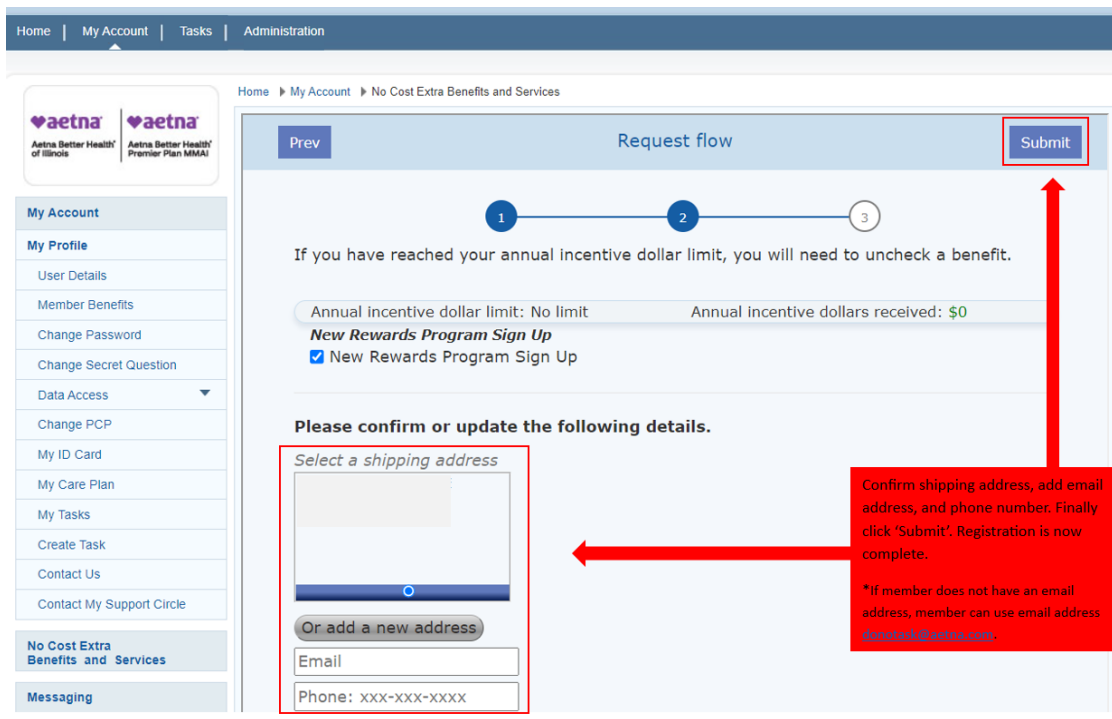 Home | My Account | Tasks | Administration
Home ▶ My Account ▶ No Cost Extra Benefits and Services
aetna
Aetna Better Health®
of Illinois
aetna
Aetna Better Health®
Premier Plan MMAI
My Account
My Profile
User Details
Member Benefits
Change Password
Change Secret Question
Data Access
Change PCP
My ID Card
My Care Plan
My Tasks
Create Task
Contact Us
Contact My Support Circle
No Cost Extra
Benefits and Services
Messaging
Prev
Request flow
Submit
1
2
3
If you have reached your annual incentive dollar limit, you will need to uncheck a benefit.
Annual incentive dollar limit: No limit Annual incentive dollars received: $0
New Rewards Program Sign Up
New Rewards Program Sign Up
Please confirm or update the following details.
Select a shipping address
Or add a new address
Email
Phone: xxx-xxx-xxxx
Confirm shipping address, add email
address, and phone number. Finally
click ‘Submit’. Registration is now
complete.
*If member does not have an email
address, member can use email address
donotask@aetna.com.